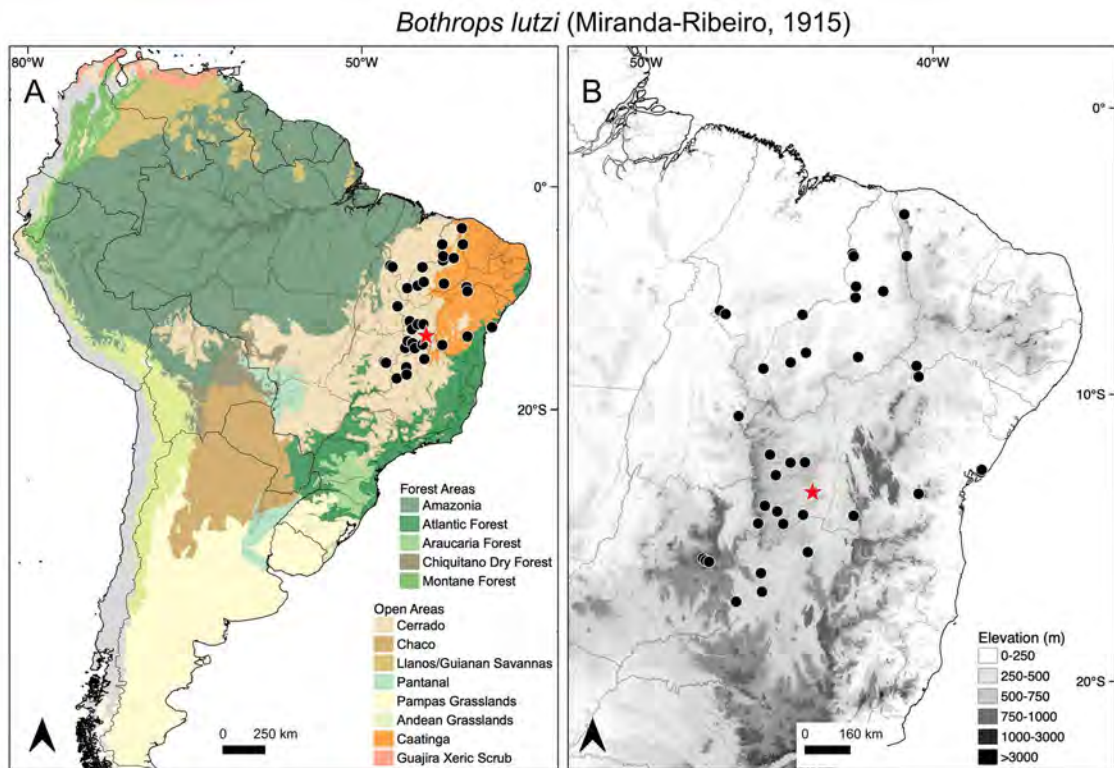 Bothrops lutzi (Miranda-Ribeiro, 1915)
A
80°W
50°W
0°
20°S
Forest Areas
Amazonia
Atlantic Forest
Araucaria Forest
Chiquitano Dry Forest
Montane Forest
Open Areas
Cerrado
Chaco
Llanos/Guianan Savannas
Pantanal
Pampas Grasslands
Andean Grasslands
Caatinga
Guajira Xeric Scrub
0 250 km
B
50°W
40°W
0°
10°S
20°S
Elevation (m)
0-250
250-500
500-750
750-1000
1000-3000
>3000
0 160 km